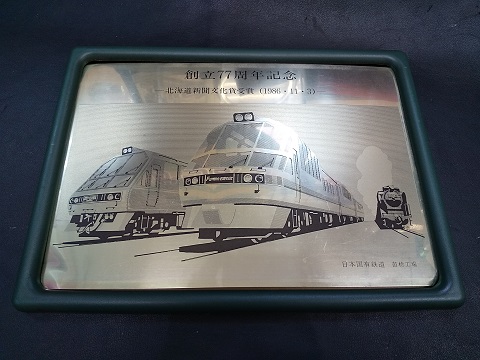 創立77周年記念
—北海道新聞文化賞受賞(1986・11・3)—
日本国有鉄道 苗穂工場